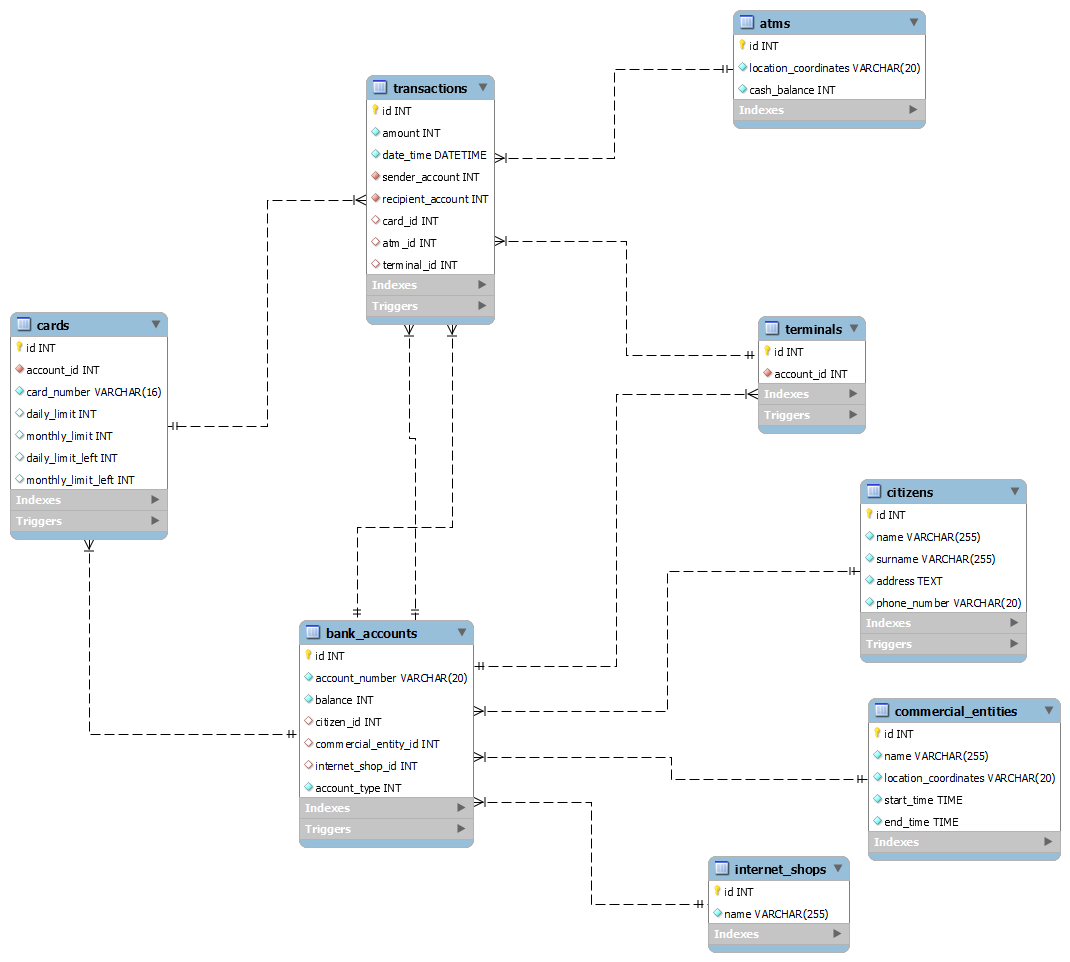 atms
id INT
location_coordinates VARCHAR(20)
cash_balance INT
Indexes
transactions
id INT
amount INT
date_time DATETIME
sender_account INT
recipient_account INT
card_id INT
atm_id INT
terminal_id INT
Indexes
Triggers
cards
id INT
account_id INT
card_number VARCHAR(16)
daily_limit INT
monthly_limit INT
daily_limit_left INT
monthly_limit_left INT
Indexes
Triggers
terminals
id INT
account_id INT
Indexes
Triggers
citizens
id INT
name VARCHAR(255)
surname VARCHAR(255)
address TEXT
phone_number VARCHAR(20)
Indexes
Triggers
bank_accounts
id INT
account_number VARCHAR(20)
balance INT
citizen_id INT
commercial_entity_id INT
internet_shop_id INT
account_type INT
Indexes
Triggers
commercial_entities
id INT
name VARCHAR(255)
location_coordinates VARCHAR(20)
start_time TIME
end_time TIME
Indexes
internet_shops
id INT
name VARCHAR(255)
Indexes